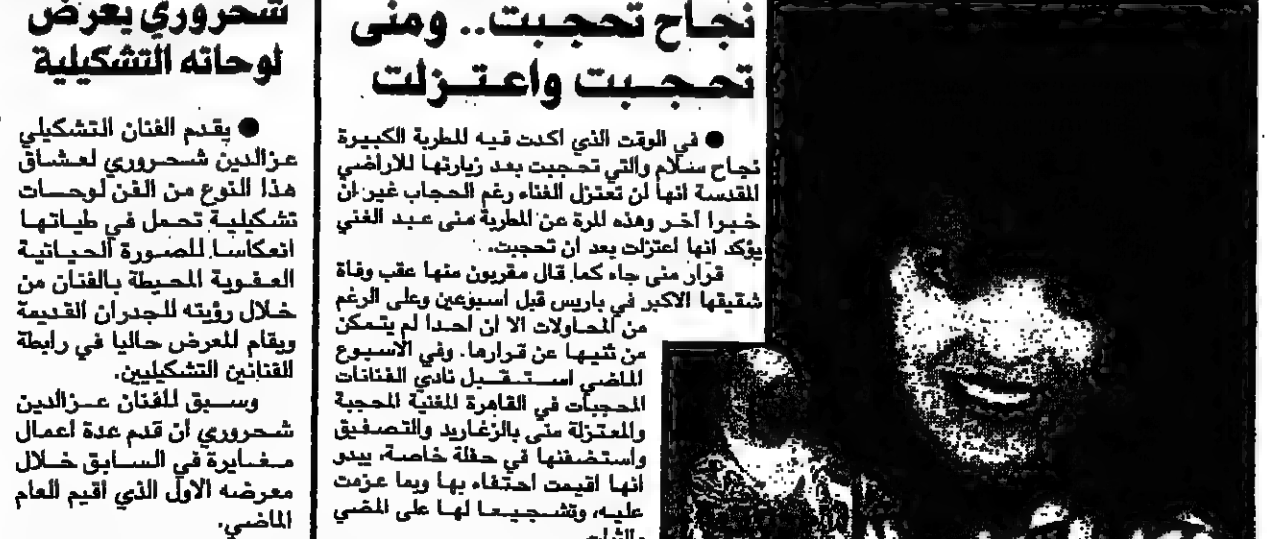 نجاح تحجبت.. ومنى
تحجبت واعتزلت
● في الوقت الذي اكدت فيه المطربة الكبيرة
نجاح سلام والتي تحجبت بعد زيارتها للاراضي
المقدسة انها لن تعتزل الغناء رغم الحجاب غير ان
خبرا آخر وهذه المرة عن المطربة منى عبد الغني
يؤكد انها اعتزلت بعد ان تحجبت.
قرار منى جاء كما قال مقربون منها عقب وفاة
شقيقها الاكبر في باريس قبل اسبوعين وعلى الرغم
من المحاولات الا ان احدا لم يتمكن
من ثنيها عن قرارها. وفي الاسبوع
الماضي استقبل نادي الفنانات
المحجبات في القاهرة المغنية المحجبة
والمعتزلة منى بالزغاريد والتصفيق
واستضفنها في حفلة خاصة، يبدو
انها اقيمت احتفاء بها وبما عزمت
عليه، وتشجيعا لها على المضي
شحروري يعرض
لوحاته التشكيلية
● يقدم الفنان التشكيلي
عزالدين شحروري لعشاق
هذا النوع من الفن لوحات
تشكيلية تحمل في طياتها
انعكاسا للصورة الحياتية
العفوية المحيطة بالفنان من
خلال رؤيته للجدران القديمة
ويقام المعرض حاليا في رابطة
الفنانين التشكيليين.
وسبق للفنان عزالدين
شحروري أن قدم عدة اعمال
مغايرة في السابق خلال
معرضه الاول الذي اقيم العام
الماضي.